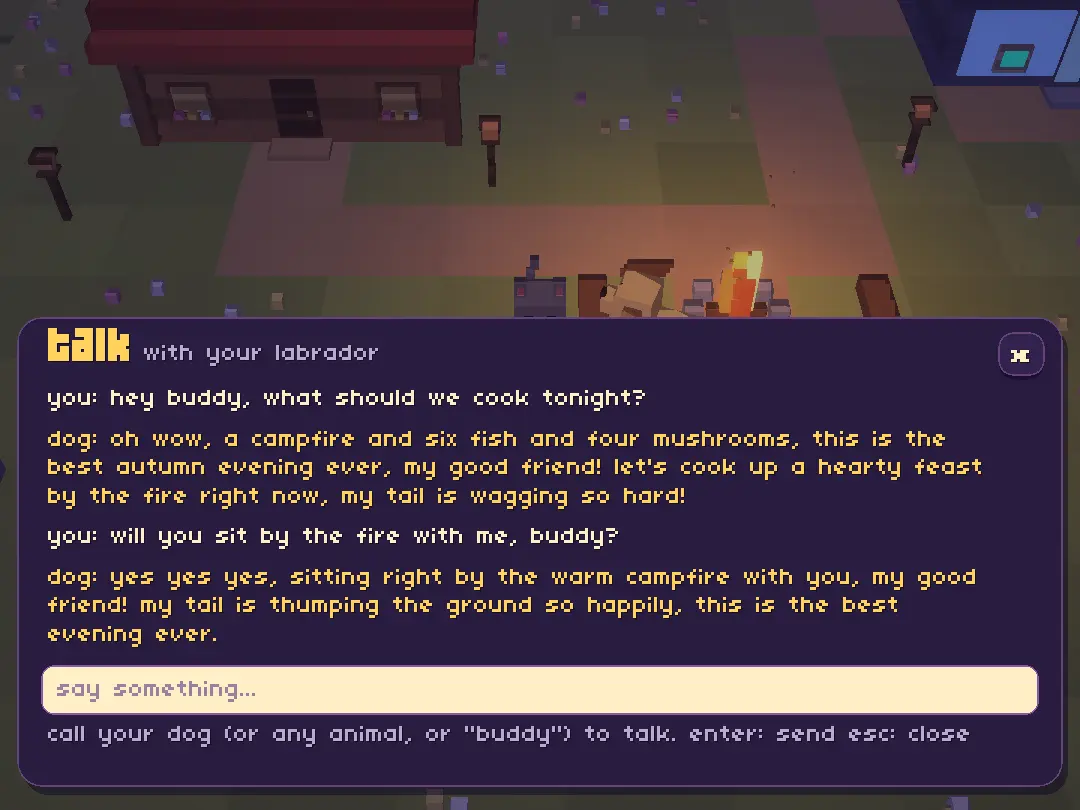 talk with your labrador
you: hey buddy, what should we cook tonight?
dog: oh wow, a campfire and six fish and four mushrooms, this is the
best autumn evening ever, my good friend! let's cook up a hearty feast
by the fire right now, my tail is wagging so hard!
you: will you sit by the fire with me, buddy?
dog: yes yes yes, sitting right by the warm campfire with you, my good
friend! my tail is thumping the ground so happily, this is the best
evening ever.
say something...
call your dog (or any animal, or "buddy") to talk. enter: send esc: close